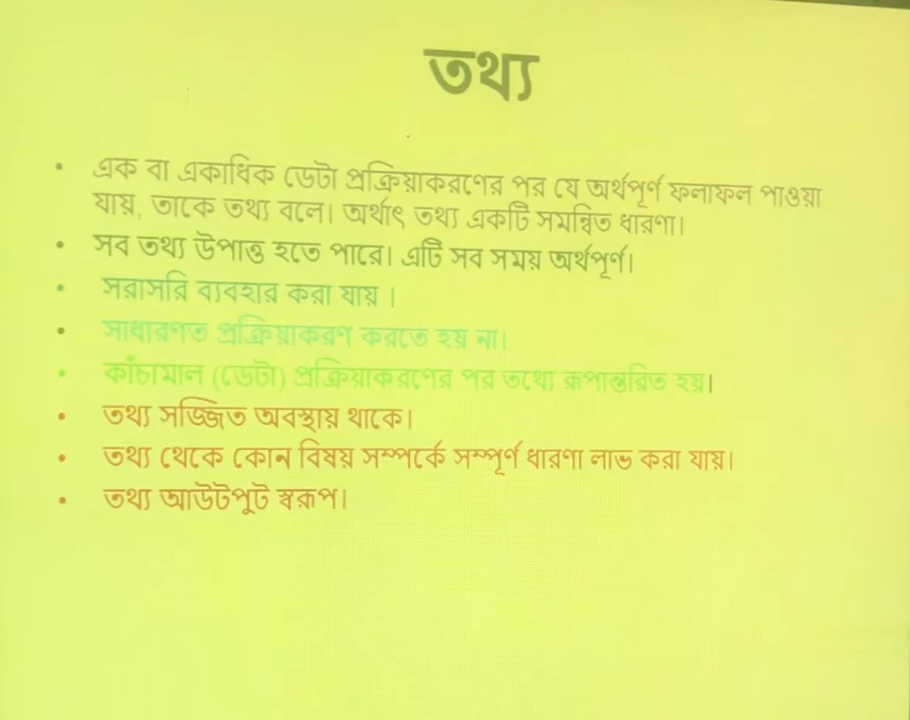 তথ্য
• এক বা একাধিক ডেটা প্রক্রিয়াকরণের পর যে অর্থপূর্ণ ফলাফল পাওয়া
যায়, তাকে তথ্য বলে। অর্থাৎ তথ্য একটি সমন্বিত ধারণা।
• সব তথ্য উপাত্ত হতে পারে। এটি সব সময় অর্থপূর্ণ।
• সরাসরি ব্যবহার করা যায় ।
• সাধারণত প্রক্রিয়াকরণ করতে হয় না।
• কাঁচামাল (ডেটা) প্রক্রিয়াকরণের পর তথ্যে রূপান্তরিত হয়।
• তথ্য সজ্জিত অবস্থায় থাকে।
• তথ্য থেকে কোন বিষয় সম্পর্কে সম্পূর্ণ ধারণা লাভ করা যায়।
• তথ্য আউটপুট স্বরূপ।